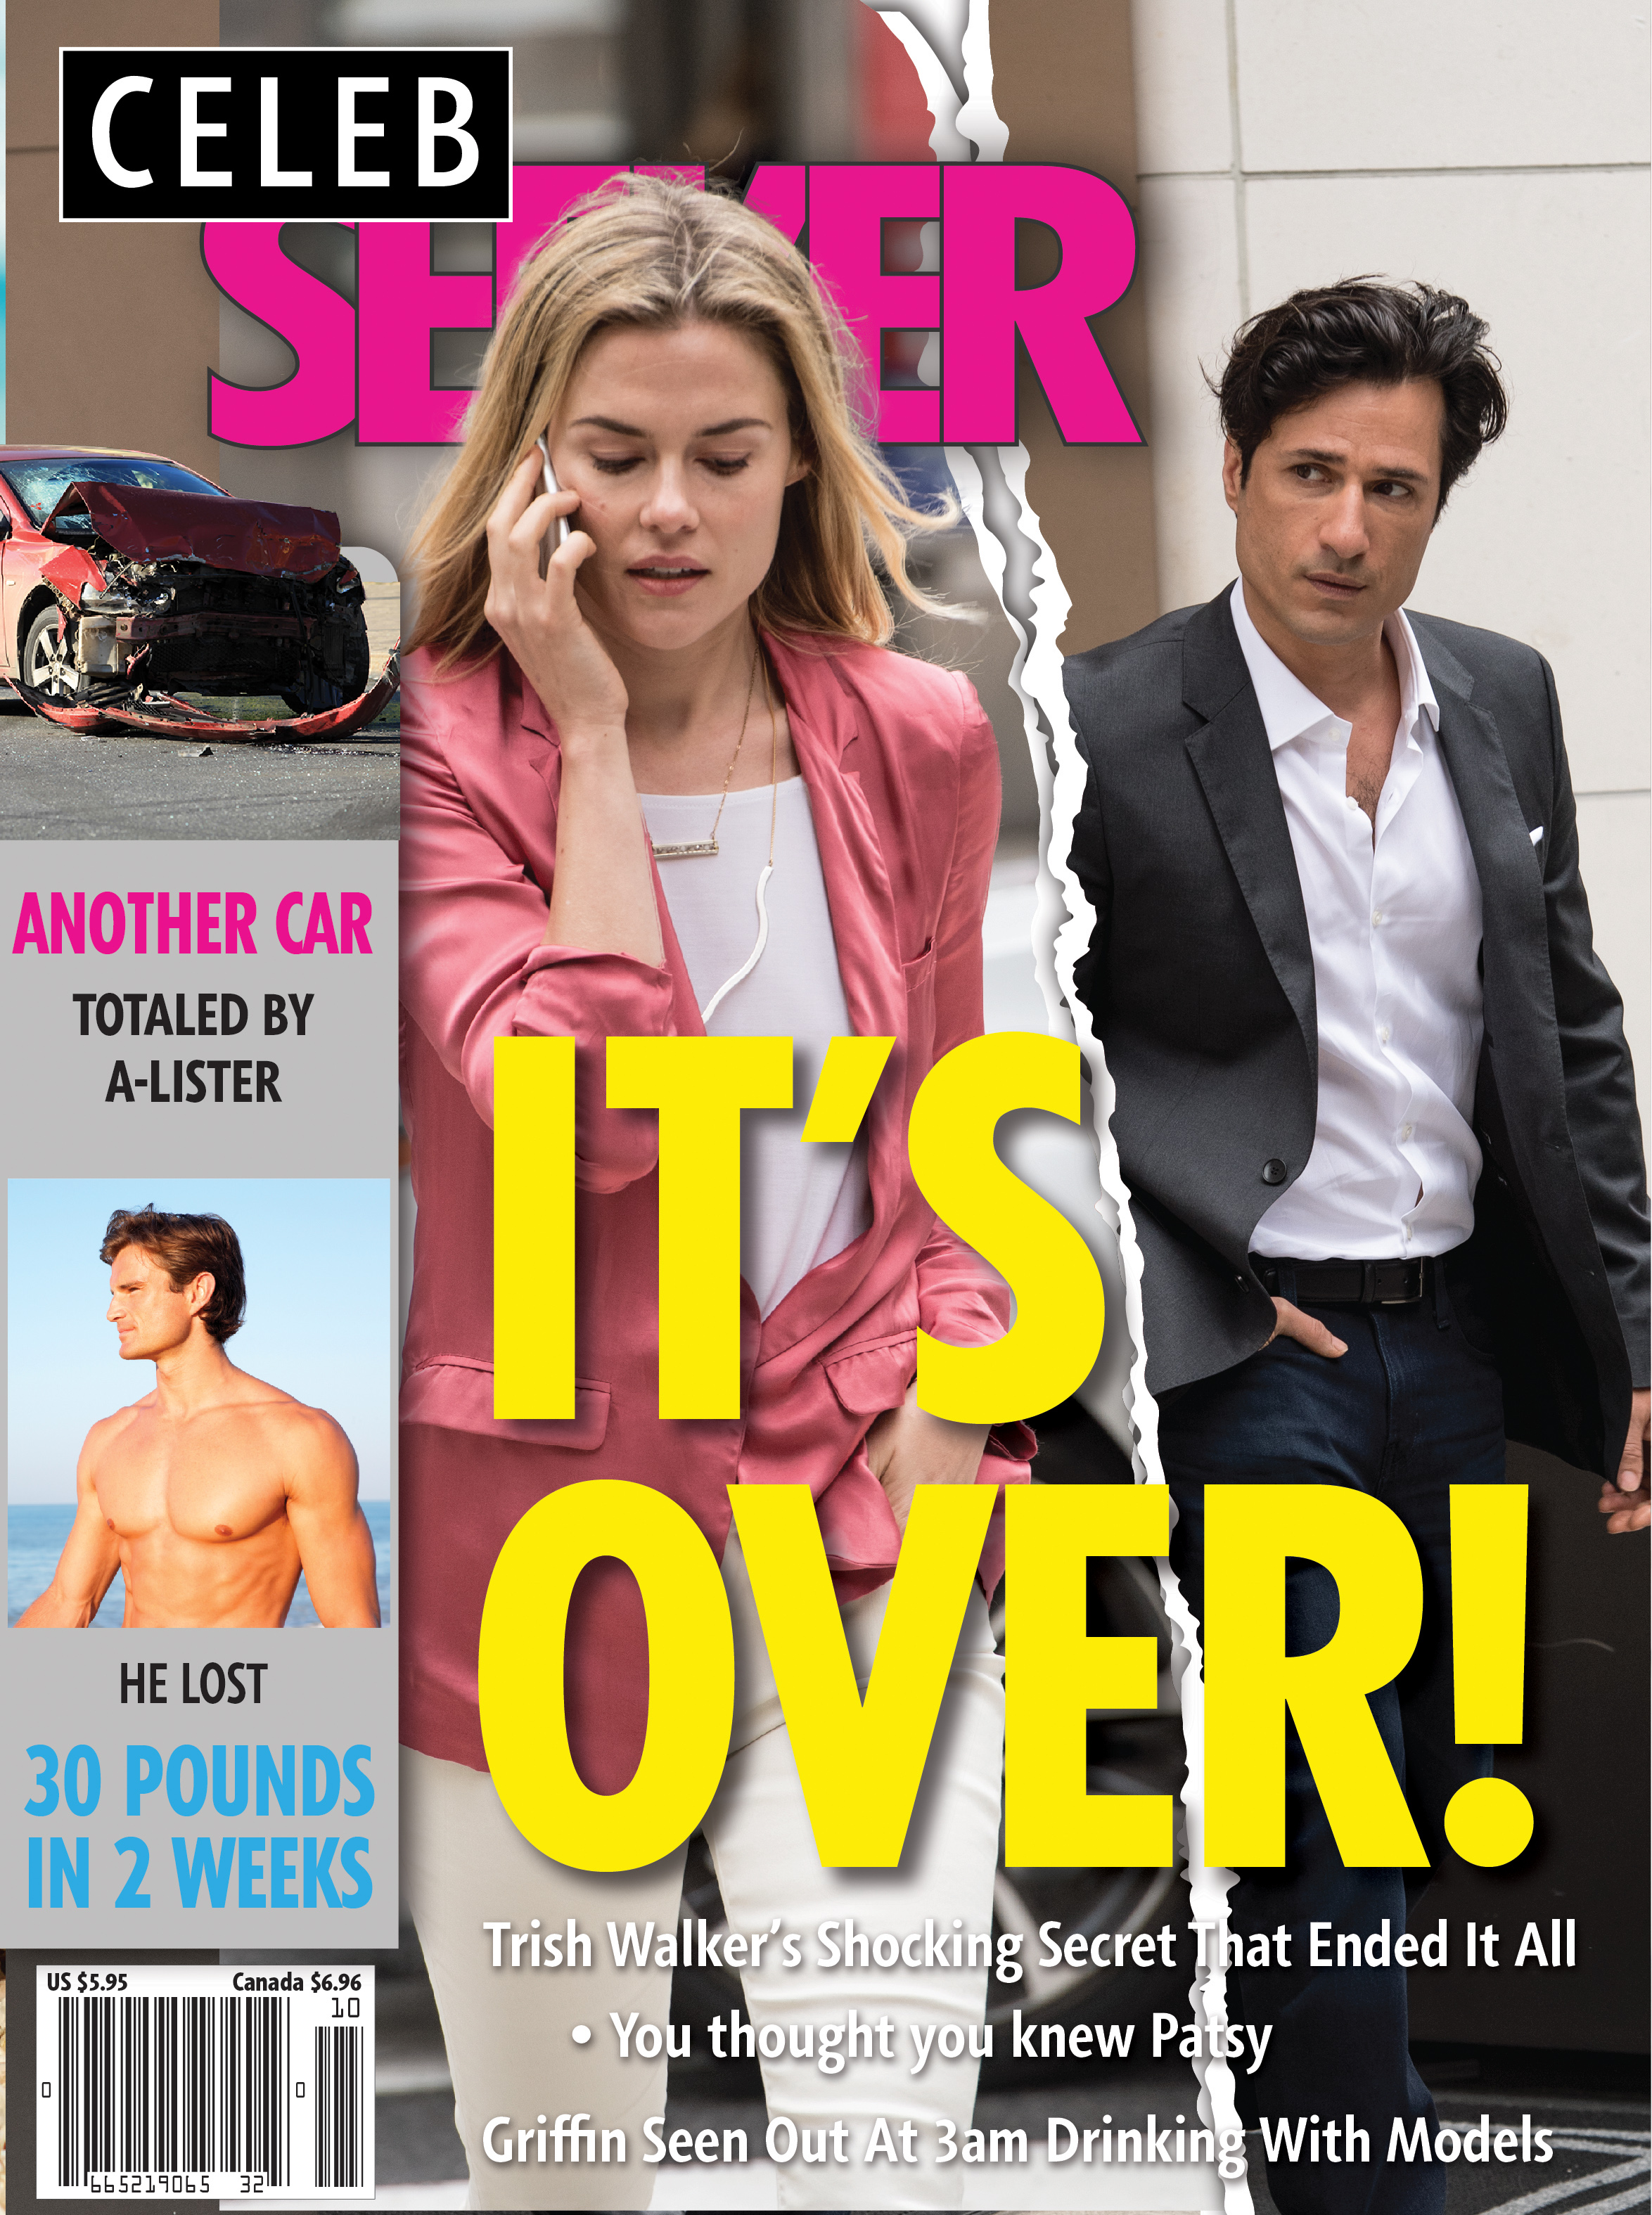 CELEB
SEEKER
ANOTHER CAR
TOTALED BY
A-LISTER
HE LOST
30 POUNDS
IN 2 WEEKS
IT'S
OVER!
Trish Walker's Shocking Secret That Ended It All
• You thought you knew Patsy
Griffin Seen Out At 3am Drinking With Models
US $5.95 Canada $6.96
10
0 0
665219065 32